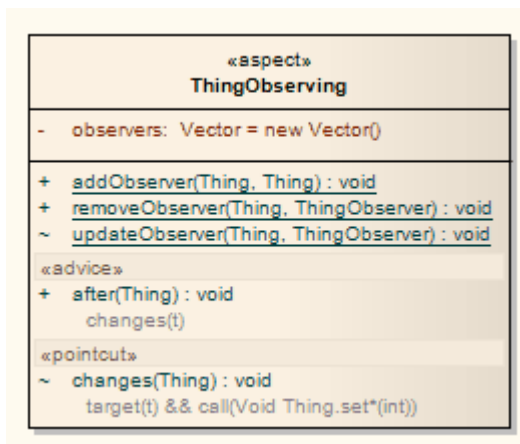 «aspect»
ThingObserving
- observers: Vector = new Vector()
+ addObserver(Thing, Thing) : void
+ removeObserver(Thing, ThingObserver) : void
~ updateObserver(Thing, ThingObserver) : void
«advice»
+ after(Thing) : void
changes(t)
«pointcut»
~ changes(Thing) : void
target(t) && call(Void Thing.set*(int))